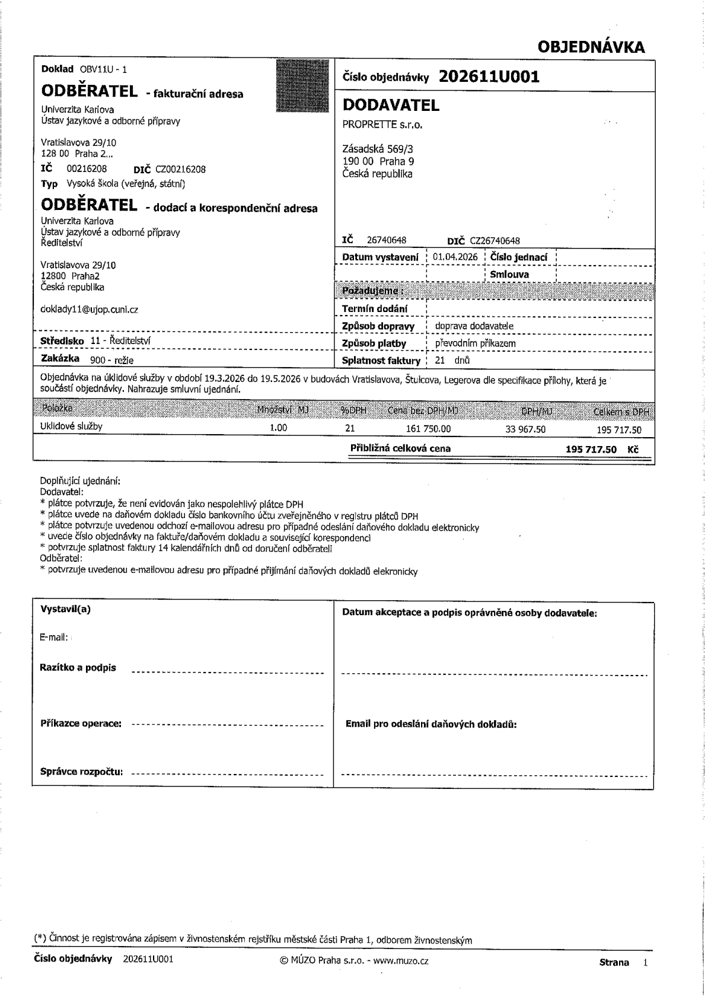 OBJEDNÁVKA
Doklad OBV11U - 1
ODBĚRATEL - fakturační adresa
Univerzita Karlova
Ústav jazykové a odborné přípravy
Vratislavova 29/10
128 00 Praha 2...
IČ 00216208 DIČ CZ00216208
Typ Vysoká škola (veřejná, státní)
ODBĚRATEL - dodací a korespondenční adresa
Univerzita Karlova
Ústav jazykové a odborné přípravy
Ředitelství
Vratislavova 29/10
12800 Praha2
Česká republika
doklady11@ujop.cuni.cz
Středisko 11 - Ředitelství
Zakázka 900 - režie
Číslo objednávky 202611U001
DODAVATEL
PROPRETTE s.r.o.
Zásadská 569/3
190 00 Praha 9
Česká republika
IČ 26740648 DIČ CZ26740648
Datum vystavení 01.04.2026 Číslo jednací
Smlouva
Požadujeme :
Termín dodání
Způsob dopravy doprava dodavatele
Způsob platby převodním příkazem
Splatnost faktury 21 dnů
Objednávka na úklidové služby v období 19.3.2026 do 19.5.2026 v budovách Vratislavova, Štulcova, Legerova dle specifikace přílohy, která je
součástí objednávky. Nahrazuje smluvní ujednání.
Položka Množství MJ %DPH Cena bez DPH/MJ DPH/MJ Celkem s DPH
Uklidové služby 1.00 21 161 750.00 33 967.50 195 717.50
Přibližná celková cena 195 717.50 Kč
Doplňující ujednání:
Dodavatel:
* plátce potvrzuje, že není evidován jako nespolehlivý plátce DPH
* plátce uvede na daňovém dokladu číslo bankovního účtu zveřejněného v registru plátců DPH
* plátce potvrzuje uvedenou odchozí e-mailovou adresu pro případné odeslání daňového dokladu elektronicky
* uvede číslo objednávky na faktuře/daňovém dokladu a související korespondenci
* potvrzuje splatnost faktury 14 kalendářních dnů od doručení odběrateli
Odběratel:
* potvrzuje uvedenou e-mailovou adresu pro případné přijímání daňových dokladů elekronicky
Vystavil(a)
E-mail:
Razítko a podpis
Příkazce operace:
Správce rozpočtu:
Datum akceptace a podpis oprávněné osoby dodavatele:
Email pro odeslání daňových dokladů:
(*) Činnost je registrována zápisem v živnostenském rejstříku městské části Praha 1, odborem živnostenským
Číslo objednávky 202611U001 © MÚZO Praha s.r.o. - www.muzo.cz Strana 1